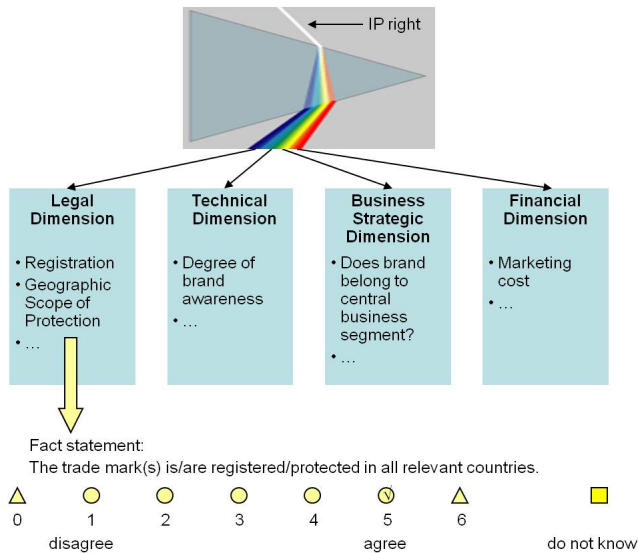 IP right
Legal
Dimension
• Registration
• Geographic
Scope of
Protection
• …
Technical
Dimension
• Degree of
brand
awareness
• …
Business
Strategic
Dimension
• Does brand
belong to
central
business
segment?
• …
Financial
Dimension
• Marketing
cost
• …
Fact statement:
The trade mark(s) is/are registered/protected in all relevant countries.
√
0 1 2 3 4 5 6
disagree agree do not know